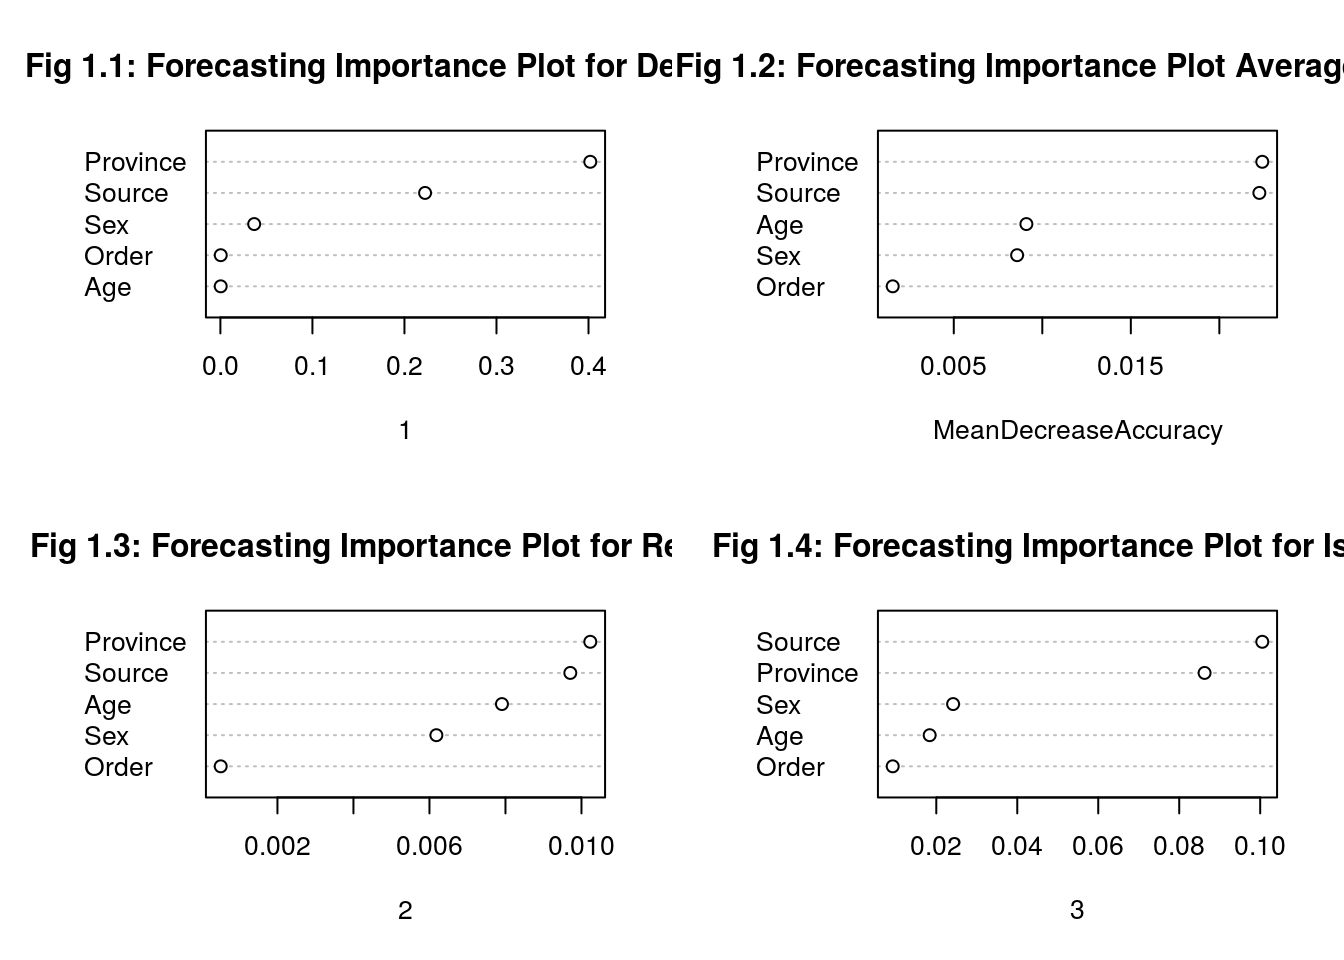 Fig 1.1: Forecasting Importance Plot for De
Province
Source
Sex
Order
Age
0.0 0.1 0.2 0.3 0.4
1
Fig 1.2: Forecasting Importance Plot Average
Province
Source
Age
Sex
Order
0.005 0.015
MeanDecreaseAccuracy
Fig 1.3: Forecasting Importance Plot for Re
Province
Source
Age
Sex
Order
0.002 0.006 0.010
2
Fig 1.4: Forecasting Importance Plot for Is
Source
Province
Sex
Age
Order
0.02 0.04 0.06 0.08 0.10
3